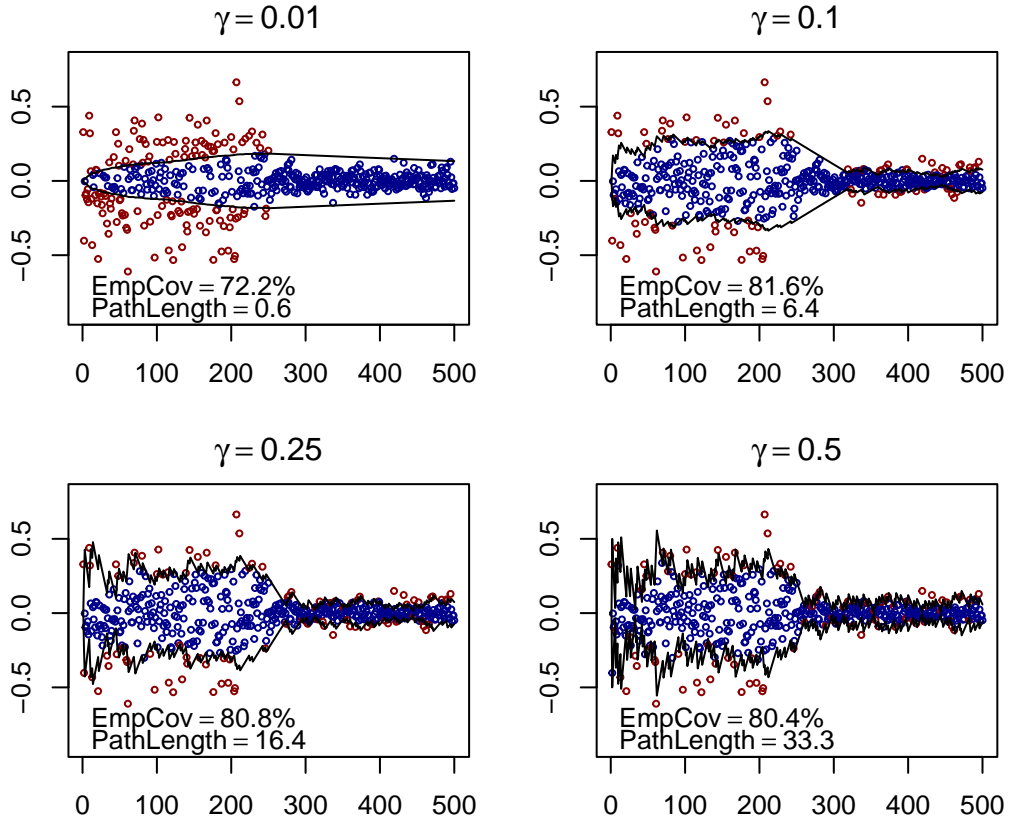 γ = 0.01
0.5
0.0
−0.5
EmpCov = 72.2%
PathLength = 0.6
0 100 200 300 400 500
γ = 0.1
0.5
0.0
−0.5
EmpCov = 81.6%
PathLength = 6.4
0 100 200 300 400 500
γ = 0.25
0.5
0.0
−0.5
EmpCov = 80.8%
PathLength = 16.4
0 100 200 300 400 500
γ = 0.5
0.5
0.0
−0.5
EmpCov = 80.4%
PathLength = 33.3
0 100 200 300 400 500